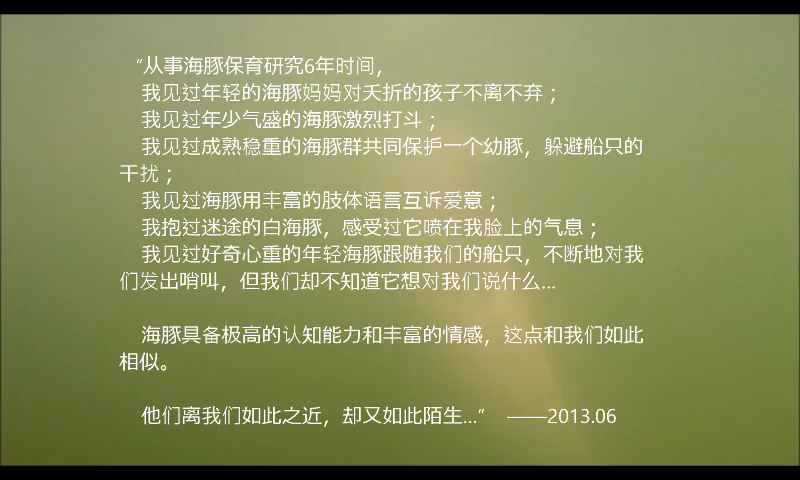 “从事海豚保育研究6年时间，
我见过年轻的海豚妈妈对夭折的孩子不离不弃；
我见过年少气盛的海豚激烈打斗；
我见过成熟稳重的海豚群共同保护一个幼豚，躲避船只的
干扰；
我见过海豚用丰富的肢体语言互诉爱意；
我抱过迷途的白海豚，感受过它喷在我脸上的气息；
我见过好奇心重的年轻海豚跟随我们的船只，不断地对我
们发出哨叫，但我们却不知道它想对我们说什么...
海豚具备极高的认知能力和丰富的情感，这点和我们如此
相似。
他们离我们如此之近，却又如此陌生...” ——2013.06